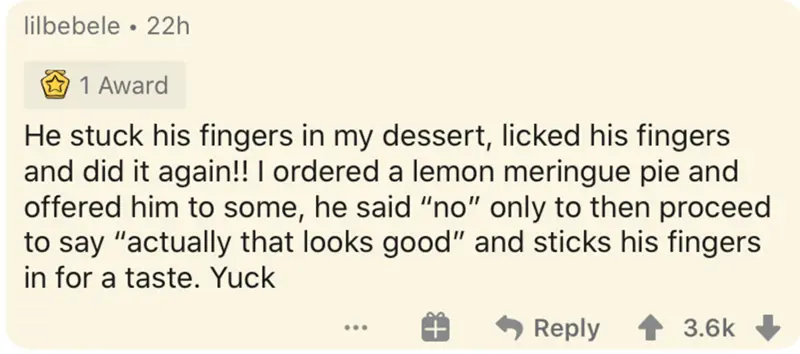 lilbebele • 22h
1 Award
He stuck his fingers in my dessert, licked his fingers
and did it again!! I ordered a lemon meringue pie and
offered him to some, he said “no” only to then proceed
to say “actually that looks good” and sticks his fingers
in for a taste. Yuck
••• Reply 3.6k